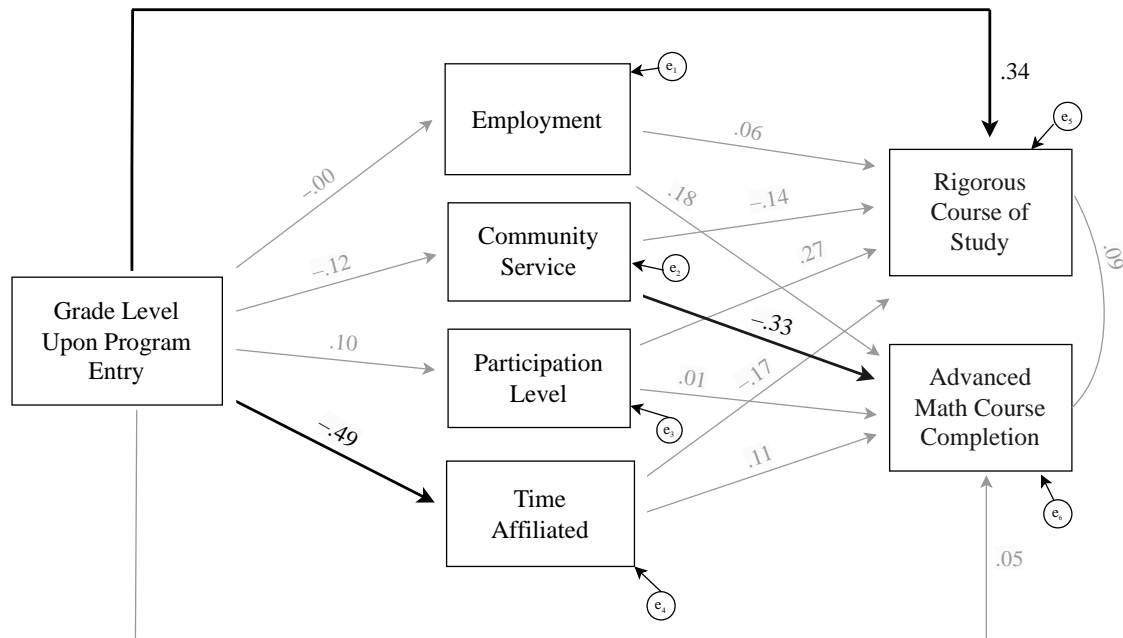 .34
e₁
Employment
.06
e₅
–.00
.18
Rigorous
Course of
Study
–.14
Community
Service
e₂
.27
.09
–.12
Grade Level
Upon Program
Entry
–.33
.10
Participation
Level
.01
–.17
e₃
Advanced
Math Course
Completion
–.49
.11
Time
Affiliated
e₆
.05
e₄